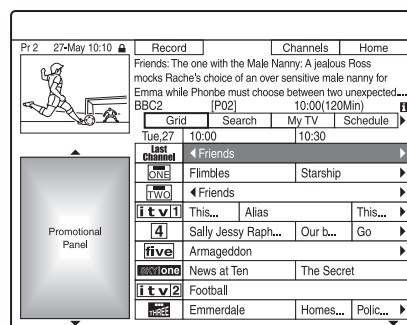 Pr 2 27-May 10:10 Record Channels Home
Friends: The one with the Male Nanny: A jealous Ross
mocks Rache's choice of an over sensitive male nanny for
Emma while Phonbe must choose between two unexpected...
BBC2 [P02] 10:00(120Min) i
Grid Search My TV Schedule
Tue,27 10:00 10:30
Last Channel Friends
ONE Flimbles Starship
TWO Friends
itv1 This... Alias This...
4 Sally Jessy Raph... Our b... Go
five Armageddon
SKY one News at Ten The Secret
itv2 Football
THREE Emmerdale Homes... Polic...
Promotional
Panel